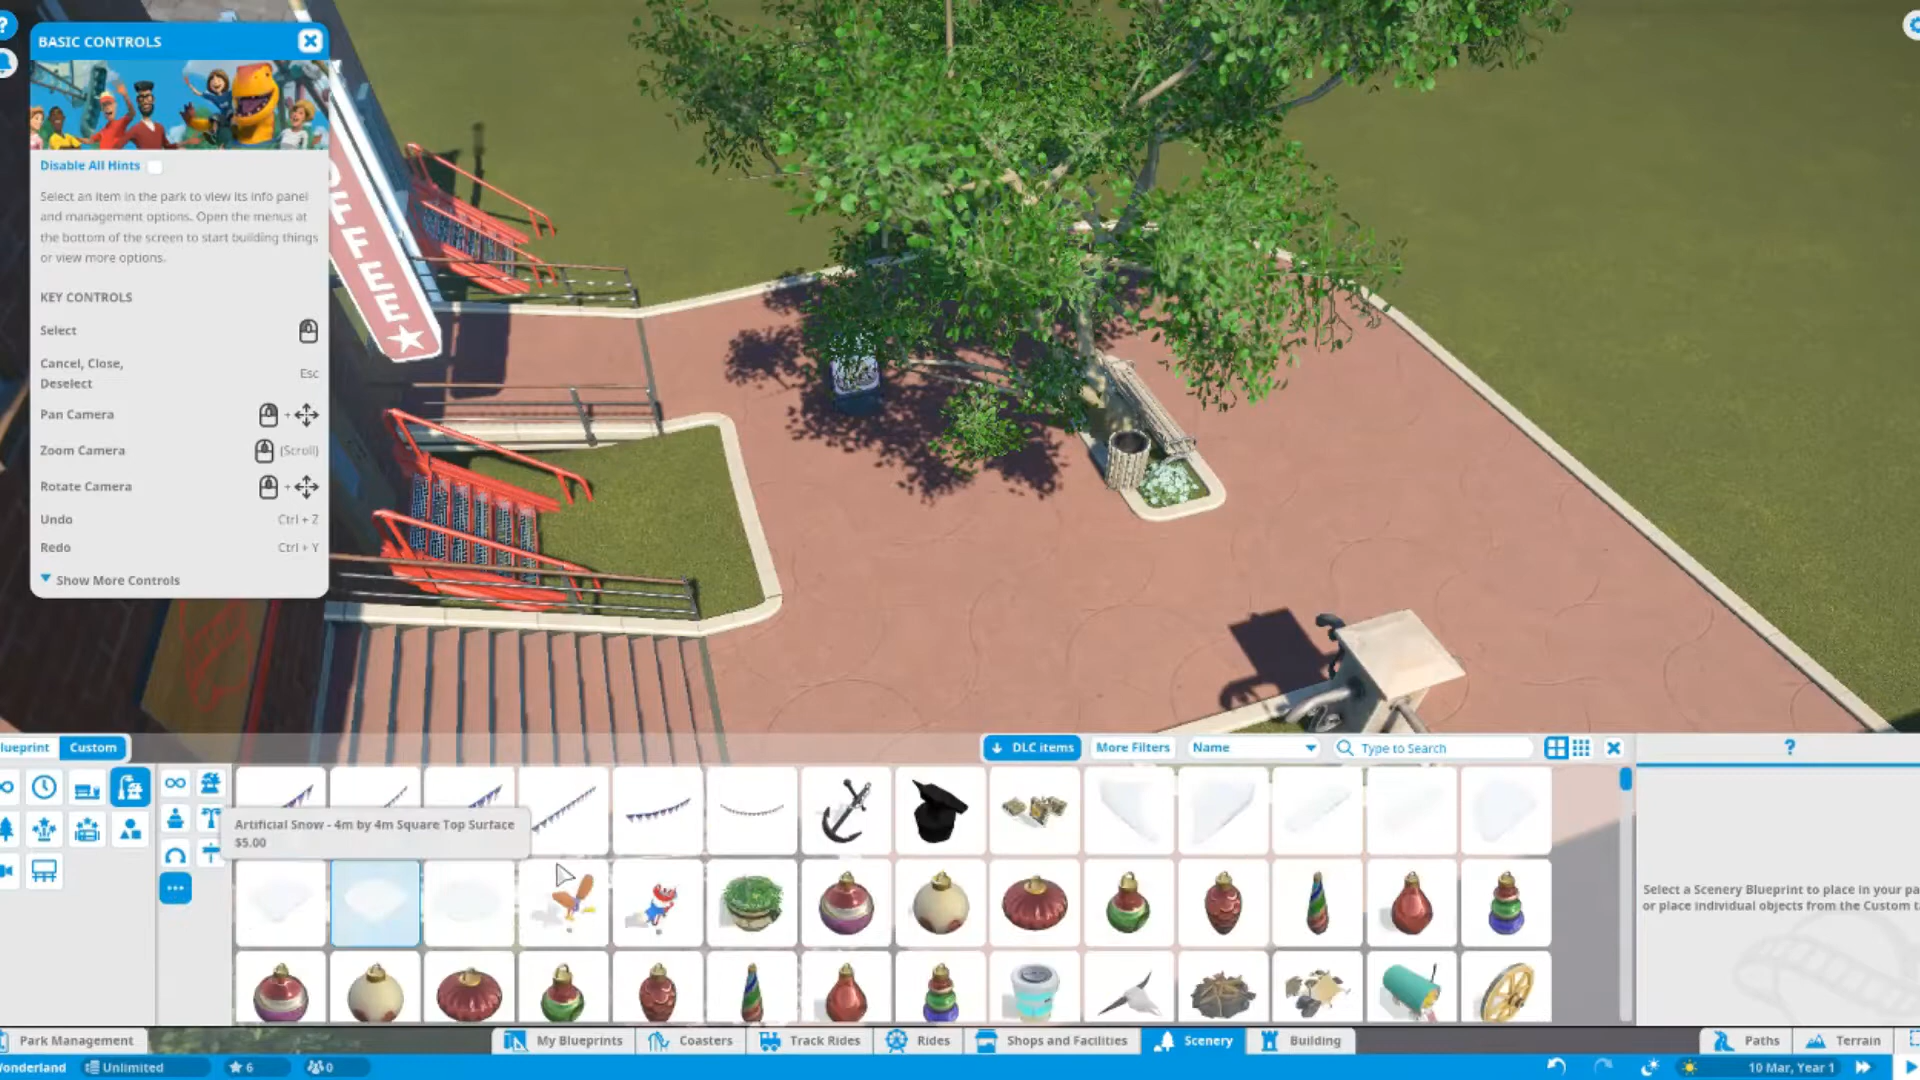 BASIC CONTROLS
Disable All Hints
Select an item in the park to view its info panel
and management options. Open the menus at
the bottom of the screen to start building things
or view more options.
KEY CONTROLS
Select
Cancel, Close,
Deselect
Esc
Pan Camera
+
Zoom Camera
(Scroll)
Rotate Camera
+
Undo
Ctrl + Z
Redo
Ctrl + Y
Show More Controls
OFFEE
lueprint
Custom
DLC items
More Filters
Name
Type to Search
?
Artificial Snow - 4m by 4m Square Top Surface
$5.00
Select a Scenery Blueprint to place in your pa
or place individual objects from the Custom t
Park Management
My Blueprints
Coasters
Track Rides
Rides
Shops and Facilities
Scenery
Building
Paths
Terrain
onderland
Unlimited
6
0
10 Mar, Year 1